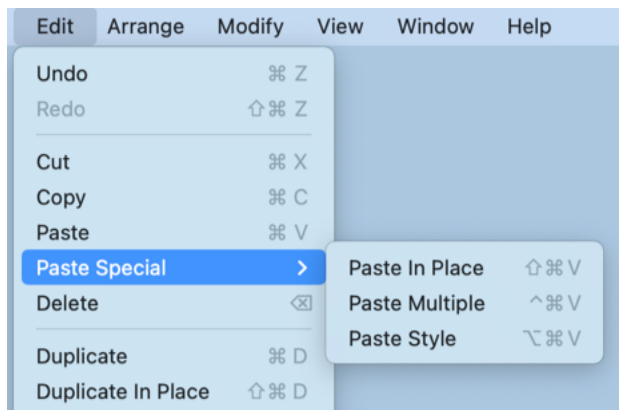 Edit Arrange Modify View Window Help
Undo ⌘ Z
Redo ⇧⌘ Z
Cut ⌘ X
Copy ⌘ C
Paste ⌘ V
Paste Special >
Paste In Place ⇧⌘V
Delete ⌫
Paste Multiple ^⌘V
Paste Style ⌥⌘V
Duplicate ⌘ D
Duplicate In Place ⇧⌘ D